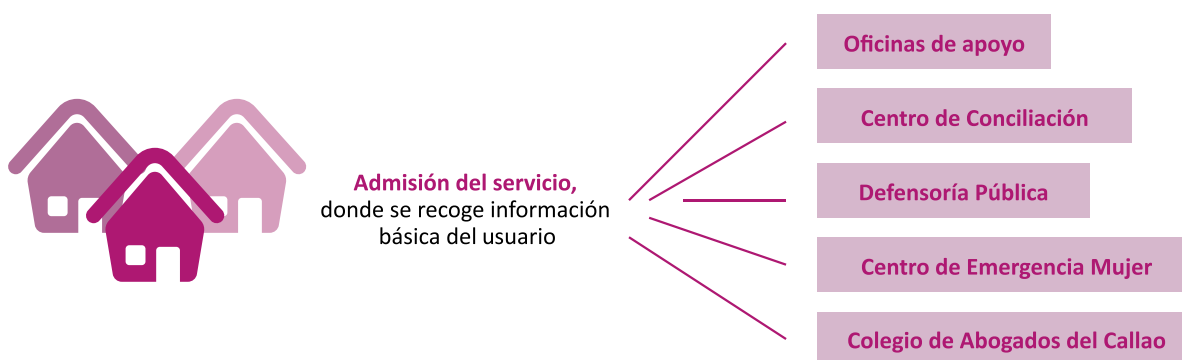 Admisión del servicio,
donde se recoge información
básica del usuario
Oficinas de apoyo
Centro de Conciliación
Defensoría Pública
Centro de Emergencia Mujer
Colegio de Abogados del Callao